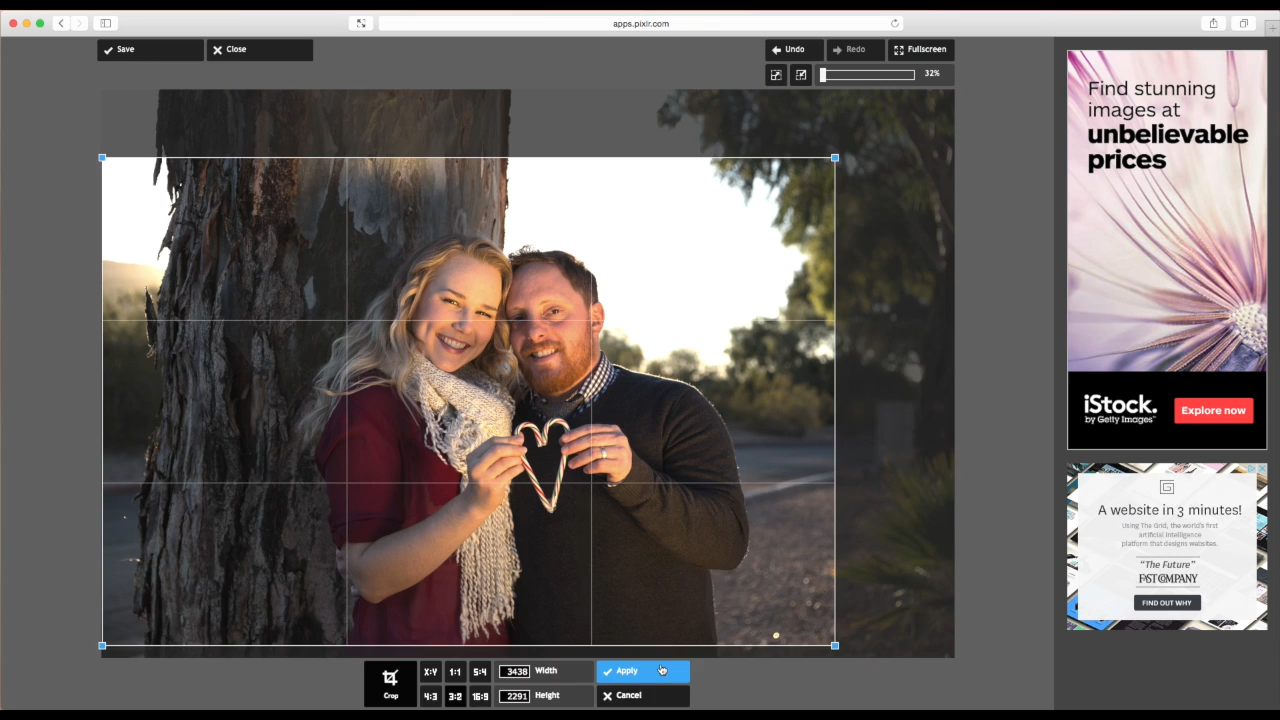 apps.pixlr.com
Save
Close
Undo
Redo
Fullscreen
32%
Find stunning
images at
unbelievable
prices
iStock.
by Getty Images™
Explore now
A website in 3 minutes!
Using The Grid, the world's first
artificial intelligence
platform that designs websites.
"The Future"
FAST COMPANY
FIND OUT WHY
Crop
X:Y
1:1
5:4
4:3
3:2
16:9
3438 Width
2291 Height
Apply
Cancel